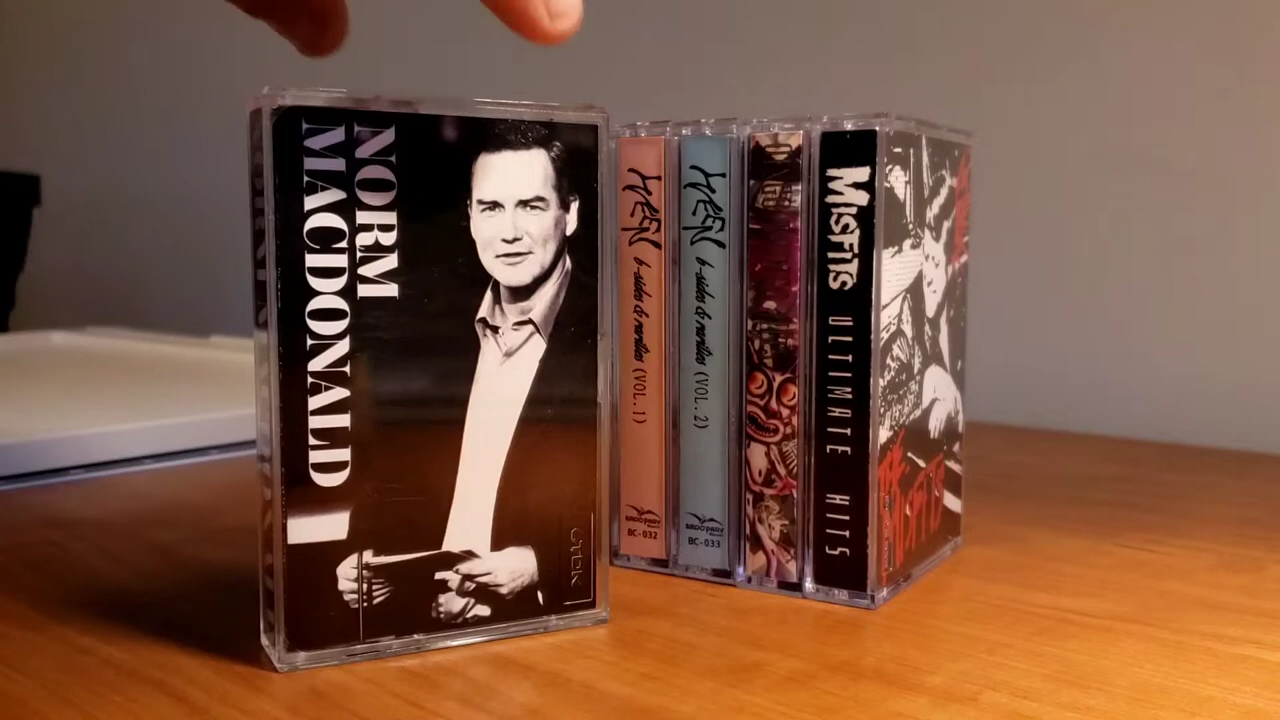 NORM
MACDONALD
WEEN b-sides & rarities (VOL.1)
BC-032
WEEN b-sides & rarities (VOL.2)
BC-033
MISFITS ULTIMATE HITS
THE
MISFITS